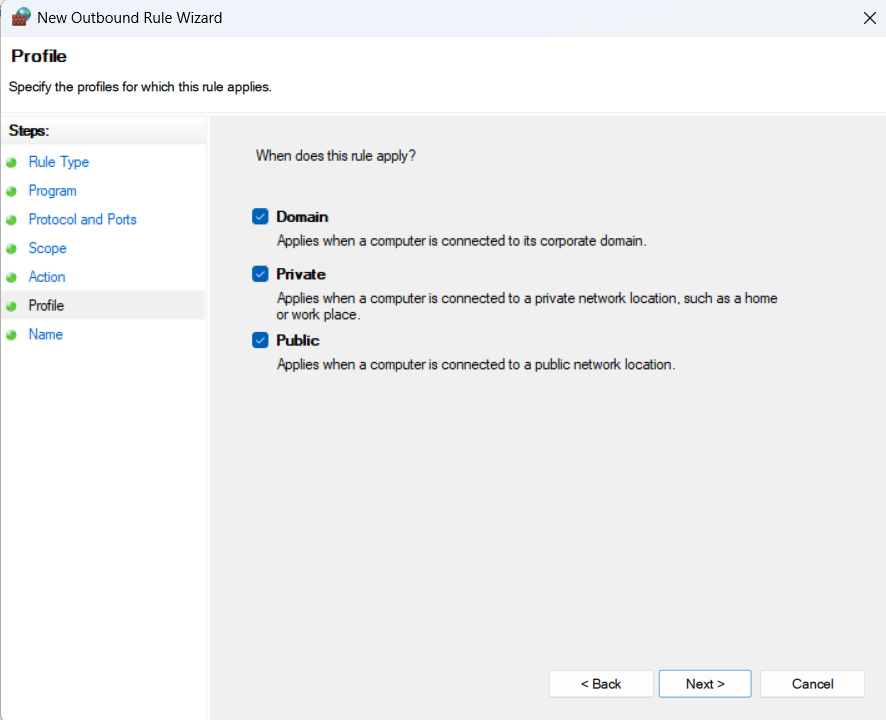 New Outbound Rule Wizard
Profile
Specify the profiles for which this rule applies.
Steps:
Rule Type
Program
Protocol and Ports
Scope
Action
Profile
Name
When does this rule apply?
Domain
Applies when a computer is connected to its corporate domain.
Private
Applies when a computer is connected to a private network location, such as a home
or work place.
Public
Applies when a computer is connected to a public network location.
< Back
Next >
Cancel